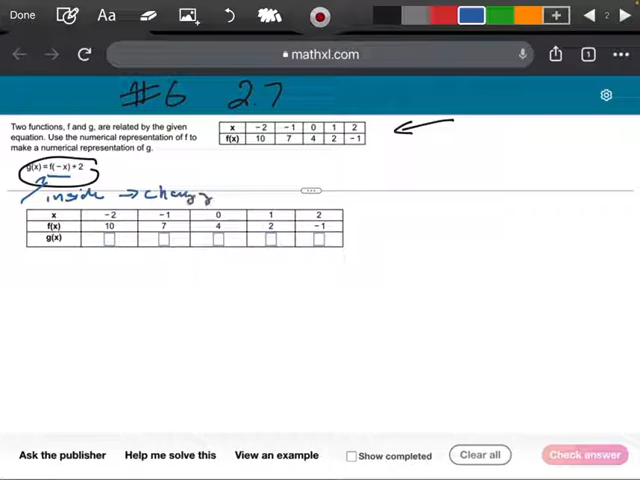 Done
Aa
2
mathxl.com
1
#6 2.7
Two functions, f and g, are related by the given
equation. Use the numerical representation of f to
make a numerical representation of g.
x −2 −1 0 1 2
f(x) 10 7 4 2 −1
g(x) = f(−x) + 2
inside → chang
x −2 −1 0 1 2
f(x) 10 7 4 2 −1
g(x)
Ask the publisher Help me solve this View an example Show completed Clear all Check answer